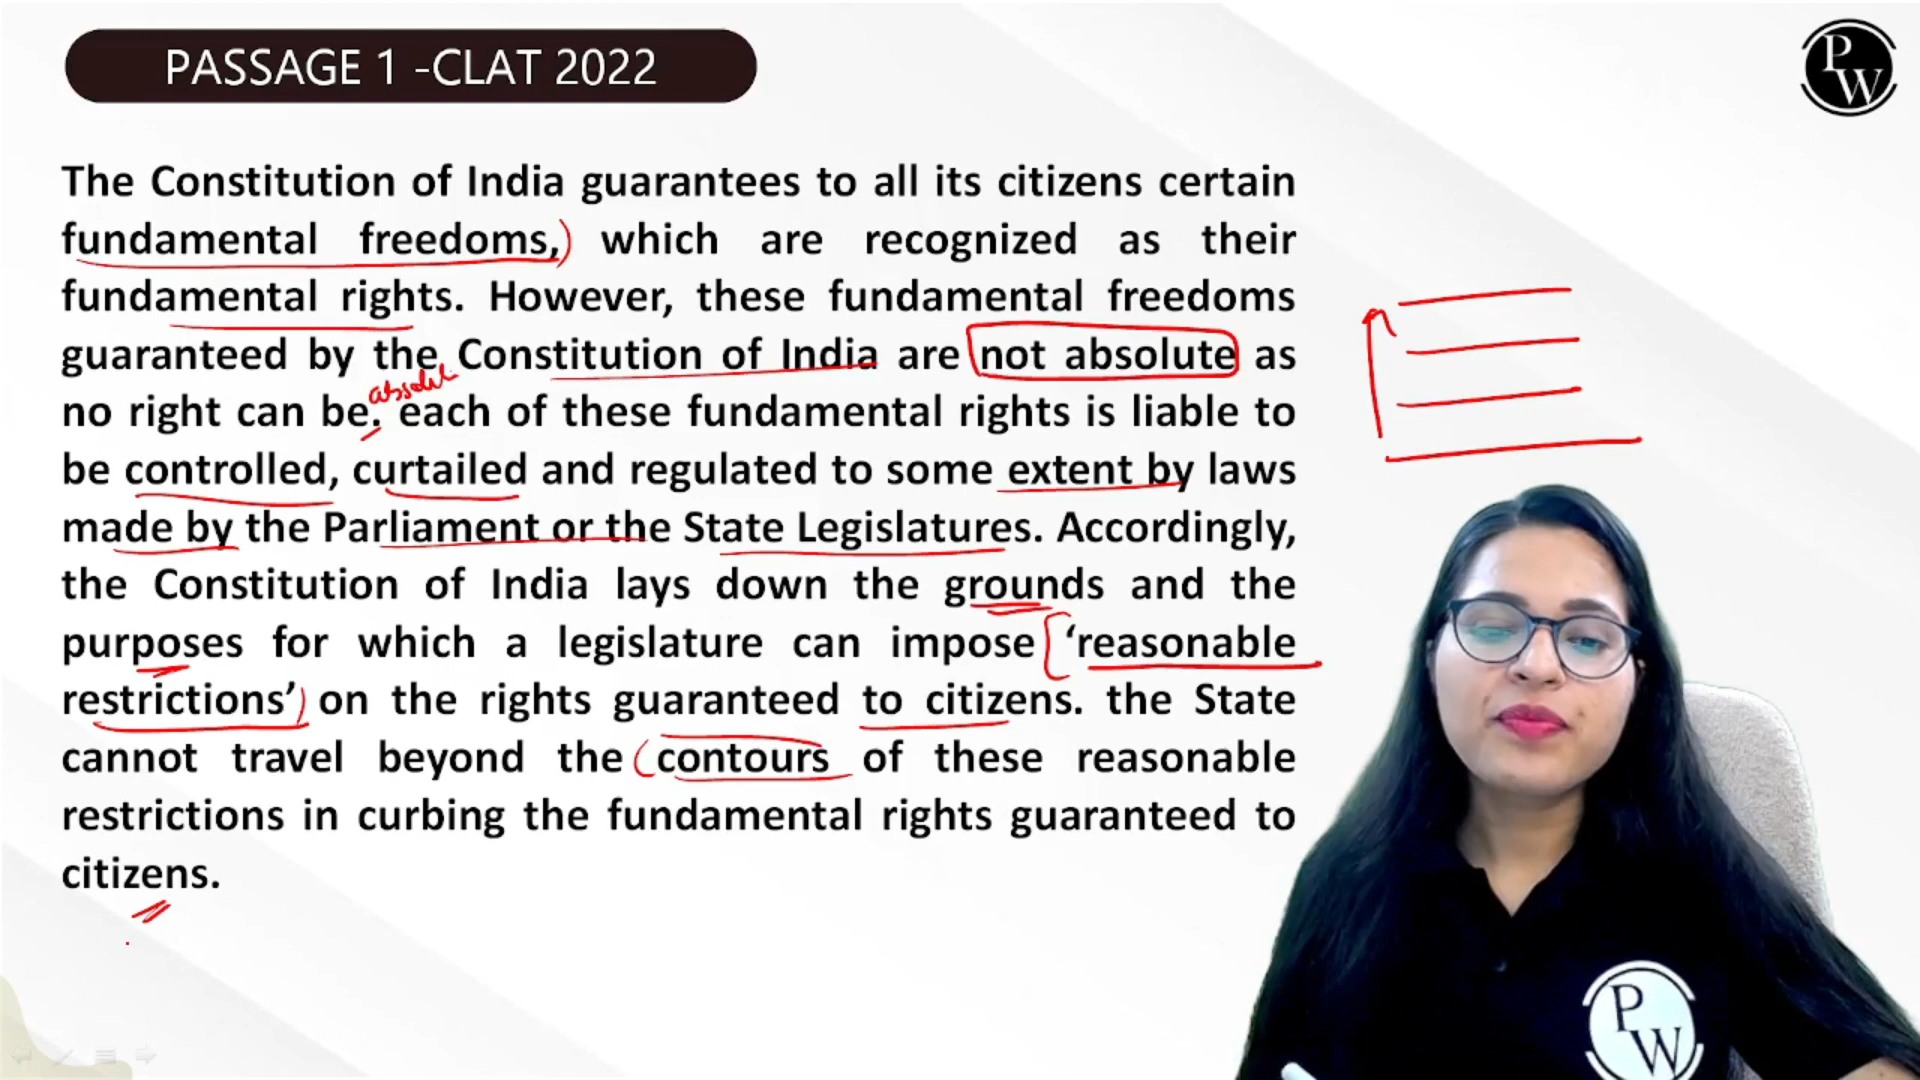 PASSAGE 1 -CLAT 2022
PW
The Constitution of India guarantees to all its citizens certain
fundamental freedoms, which are recognized as their
fundamental rights. However, these fundamental freedoms
guaranteed by the Constitution of India are not absolute as
absolute
no right can be. each of these fundamental rights is liable to
be controlled, curtailed and regulated to some extent by laws
made by the Parliament or the State Legislatures. Accordingly,
the Constitution of India lays down the grounds and the
purposes for which a legislature can impose ‘reasonable
restrictions’ on the rights guaranteed to citizens. the State
cannot travel beyond the contours of these reasonable
restrictions in curbing the fundamental rights guaranteed to
citizens.
PW